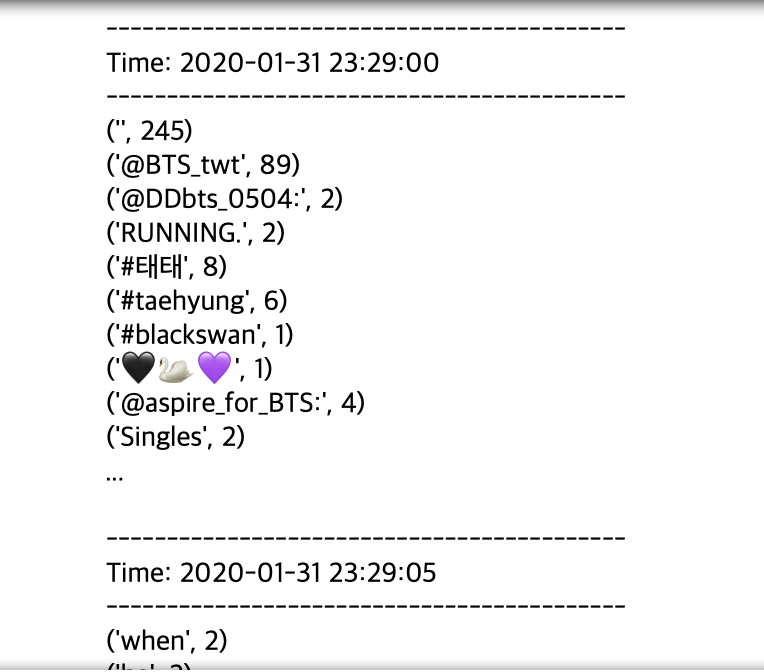 -------------------------------------------
Time: 2020-01-31 23:29:00
-------------------------------------------
('', 245)
('@BTS_twt', 89)
('@DDbts_0504:', 2)
('RUNNING.', 2)
('#태태', 8)
('#taehyung', 6)
('#blackswan', 1)
('🖤🦢💜', 1)
('@aspire_for_BTS:', 4)
('Singles', 2)
...
-------------------------------------------
Time: 2020-01-31 23:29:05
-------------------------------------------
('when', 2)